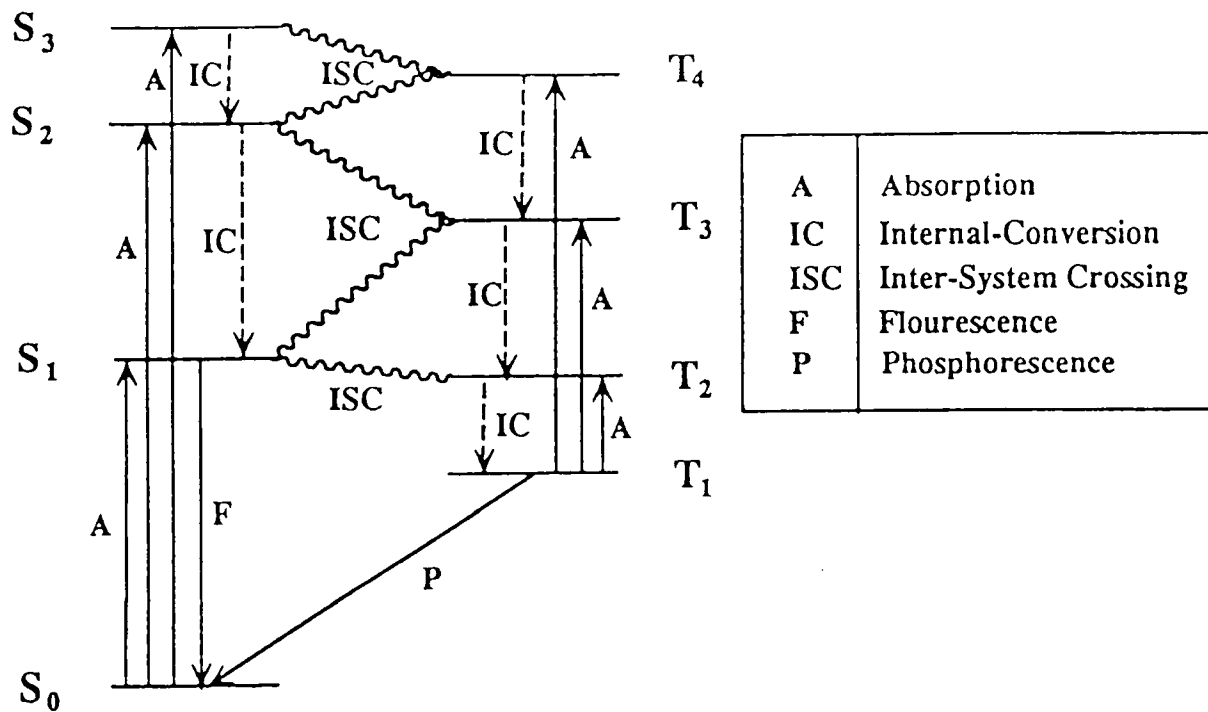 S3
IC
ISC
A
T4
S2
IC
A
A
IC
ISC
T3
A
Absorption
IC
Internal-Conversion
ISC
Inter-System Crossing
F
Flourescence
P
Phosphorescence
IC
A
S1
ISC
T2
IC
A
T1
A
F
P
S0